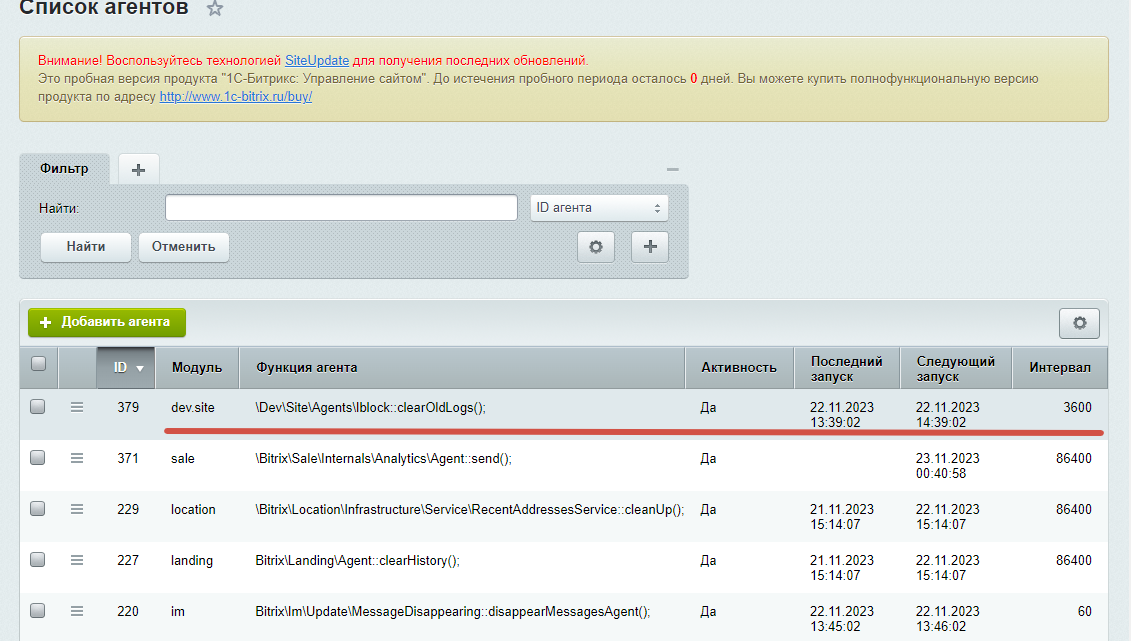 Список агентов
Внимание! Воспользуйтесь технологией SiteUpdate для получения последних обновлений.
Это пробная версия продукта "1С-Битрикс: Управление сайтом". До истечения пробного периода осталось 0 дней. Вы можете купить полнофункциональную версию
продукта по адресу http://www.1c-bitrix.ru/buy/
Фильтр
Найти: ID агента
Найти Отменить
Добавить агента
ID Модуль Функция агента Активность Последний запуск Следующий запуск Интервал
379 dev.site \Dev\Site\Agents\Iblock::clearOldLogs(); Да 22.11.2023 13:39:02 22.11.2023 14:39:02 3600
371 sale \Bitrix\Sale\Internals\Analytics\Agent::send(); Да 23.11.2023 00:40:58 86400
229 location \Bitrix\Location\Infrastructure\Service\RecentAddressesService::cleanUp(); Да 21.11.2023 15:14:07 22.11.2023 15:14:07 86400
227 landing Bitrix\Landing\Agent::clearHistory(); Да 21.11.2023 15:14:07 22.11.2023 15:14:07 86400
220 im Bitrix\Im\Update\MessageDisappearing::disappearMessagesAgent(); Да 22.11.2023 13:45:02 22.11.2023 13:46:02 60